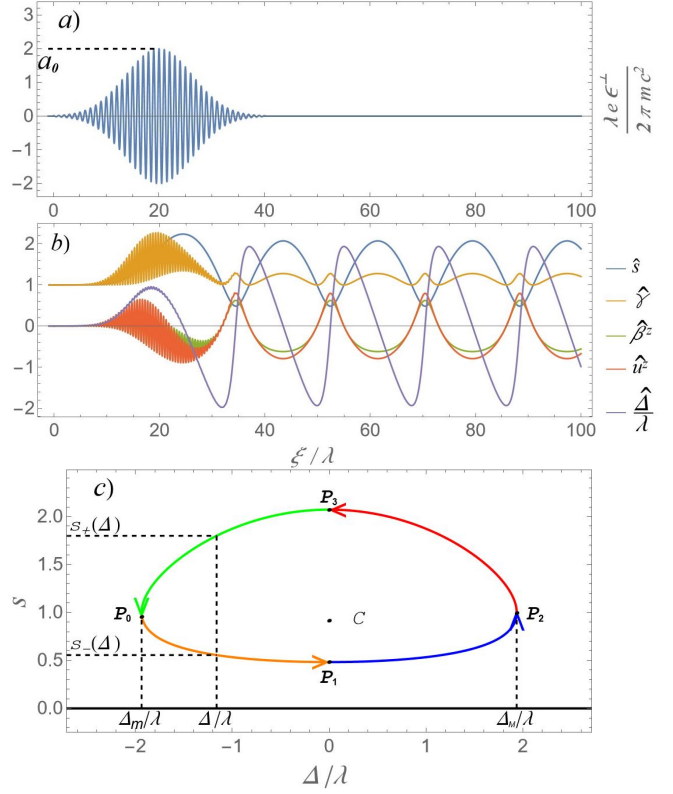 a)
3
2
a₀
1
0
−1
−2
0 20 40 60 80 100
λ e ϵ^⊥ / 2 π m c²
b)
2
1
0
−1
−2
0 20 40 60 80 100
ξ/λ
ŝ
γ̂
β̂ᶻ
ûᶻ
Δ̂/λ
c)
P₃
2.0
s₊(Δ)
1.5
s
1.0
P₀ C P₂
s₋(Δ)
0.5
P₁
0.0
Δₘ/λ Δ/λ Δ_M/λ
−2 −1 0 1 2
Δ/λ